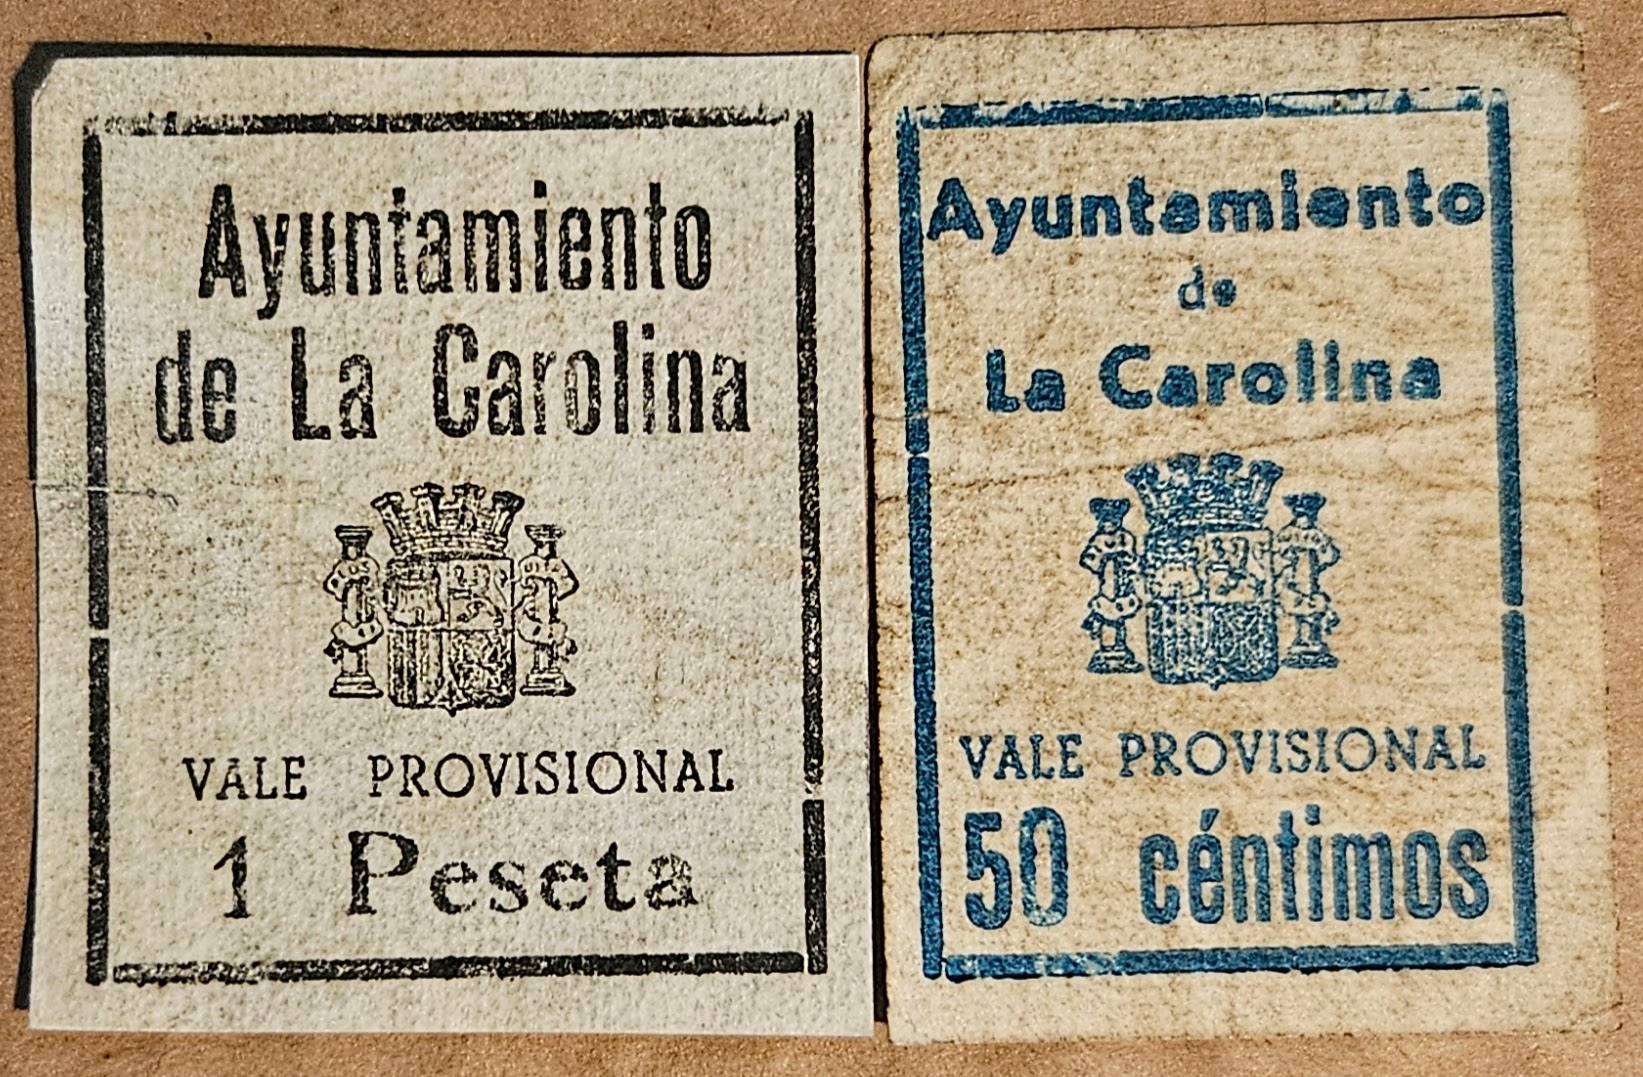 Ayuntamiento
de La Carolina
VALE PROVISIONAL
1 Peseta
Ayuntamiento
de
La Carolina
VALE PROVISIONAL
50 céntimos